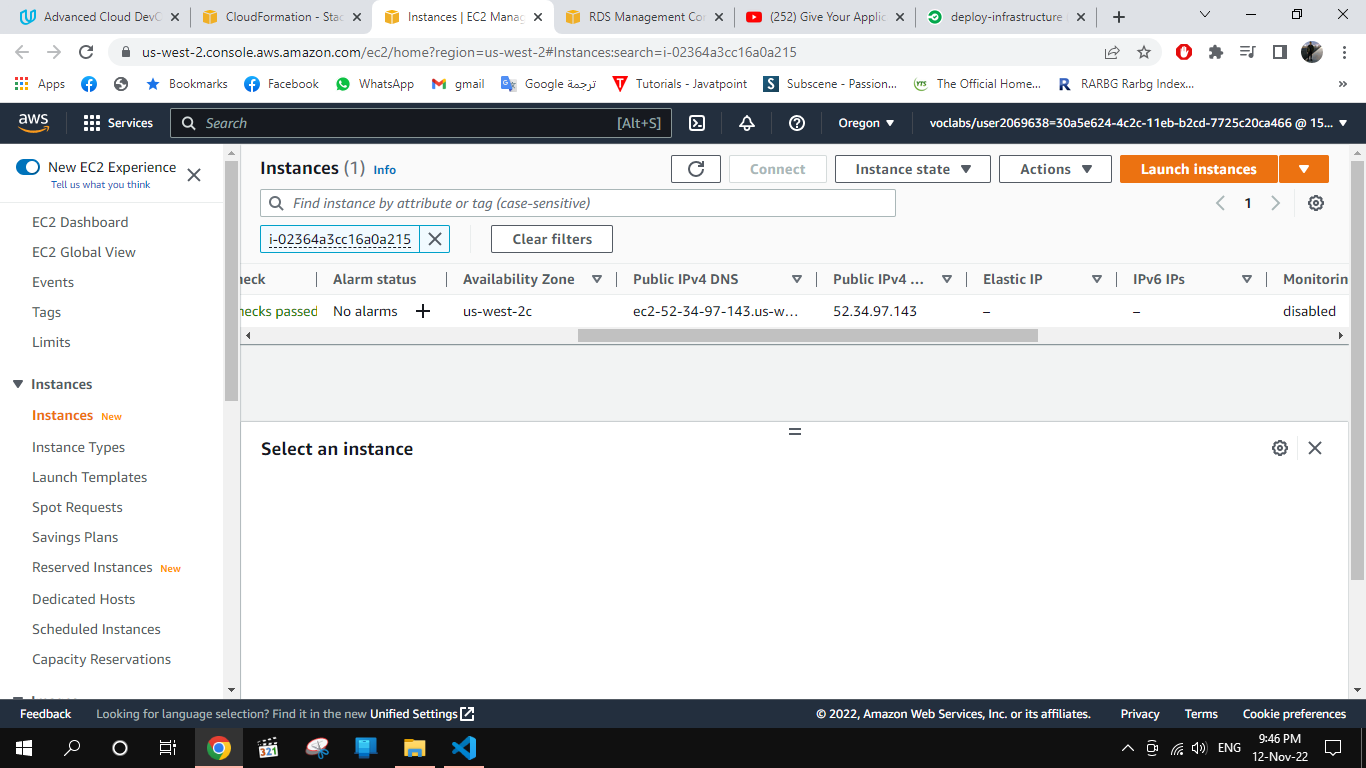 Advanced Cloud DevO
CloudFormation - Stac
Instances | EC2 Manag
RDS Management Con
(252) Give Your Applic
deploy-infrastructure
us-west-2.console.aws.amazon.com/ec2/home?region=us-west-2#Instances:search=i-02364a3cc16a0a215
Apps
Bookmarks
Facebook
WhatsApp
gmail
ترجمة Google
Tutorials - Javatpoint
Subscene - Passion...
The Official Home...
RARBG Rarbg Index...
aws
Services
Search
[Alt+S]
Oregon
voclabs/user2069638=30a5e624-4c2c-11eb-b2cd-7725c20ca466 @ 15...
New EC2 Experience
Tell us what you think
EC2 Dashboard
EC2 Global View
Events
Tags
Limits
Instances
Instances New
Instance Types
Launch Templates
Spot Requests
Savings Plans
Reserved Instances New
Dedicated Hosts
Scheduled Instances
Capacity Reservations
Instances (1) Info
Connect
Instance state
Actions
Launch instances
Find instance by attribute or tag (case-sensitive)
1
i-02364a3cc16a0a215
Clear filters
heck
Alarm status
Availability Zone
Public IPv4 DNS
Public IPv4 ...
Elastic IP
IPv6 IPs
Monitorin
hecks passed
No alarms
us-west-2c
ec2-52-34-97-143.us-w...
52.34.97.143
–
–
disabled
Select an instance
Feedback
Looking for language selection? Find it in the new Unified Settings
© 2022, Amazon Web Services, Inc. or its affiliates.
Privacy
Terms
Cookie preferences
321
ENG
9:46 PM
12-Nov-22